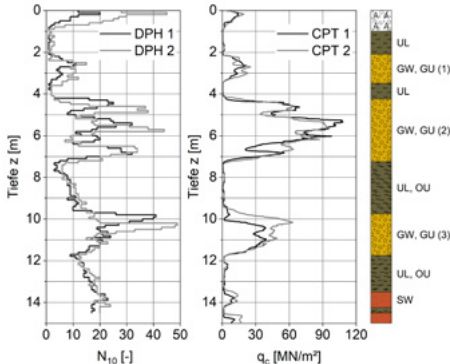 DPH 1
DPH 2
CPT 1
CPT 2
0
2
4
6
8
10
12
14
Tiefe z [m]
0 10 20 30 40 50
N10 [-]
0
2
4
6
8
10
12
14
Tiefe z [m]
0 30 60 90 120
qc [MN/m²]
A A
A A
UL
GW, GU (1)
UL
GW, GU (2)
UL, OU
GW, GU (3)
UL, OU
SW